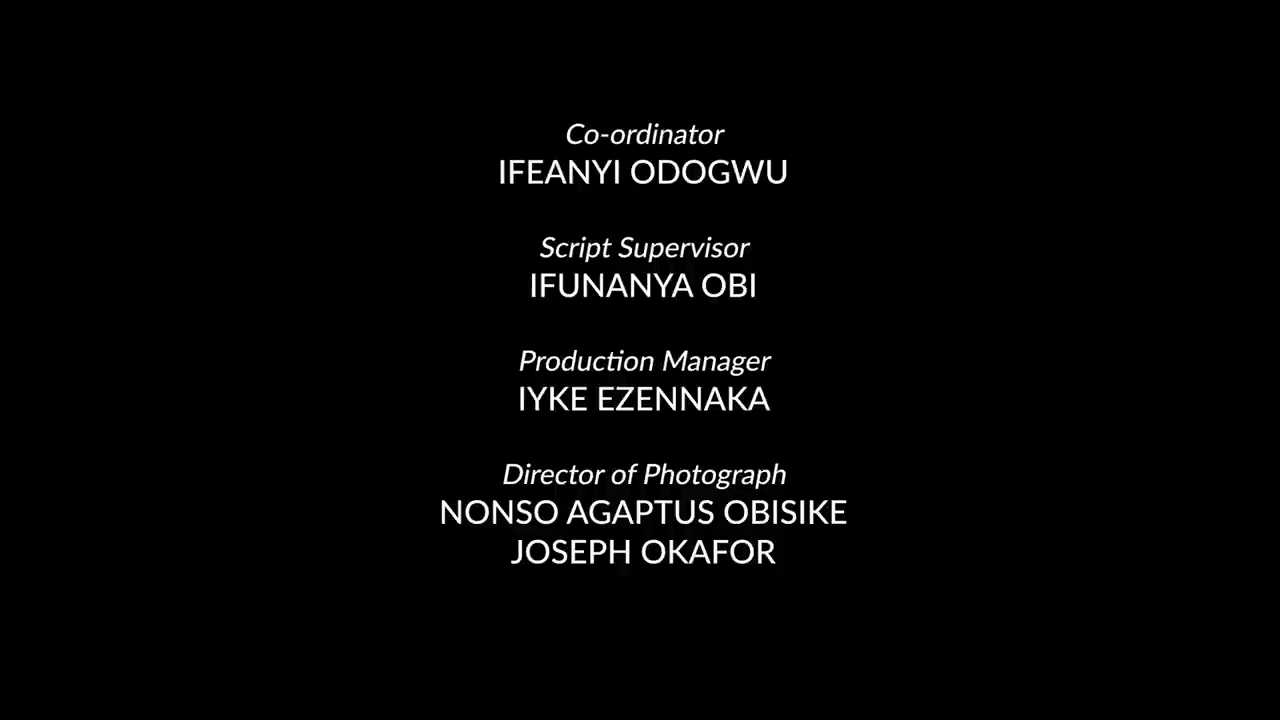 Co-ordinator
IFEANYI ODOGWU
Script Supervisor
IFUNANYA OBI
Production Manager
IYKE EZENNAKA
Director of Photograph
NONSO AGAPTUS OBISIKE
JOSEPH OKAFOR